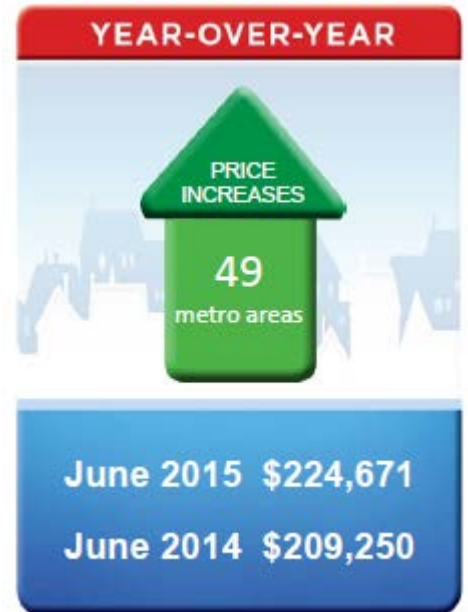 YEAR-OVER-YEAR
PRICE
INCREASES
49
metro areas
June 2015 $224,671
June 2014 $209,250